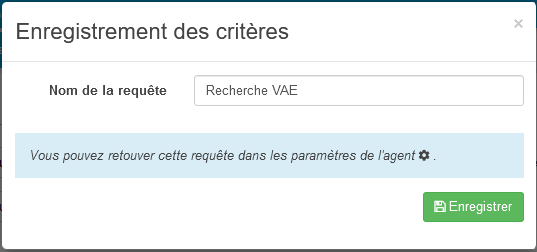 Enregistrement des critères ×
Nom de la requête Recherche VAE
Vous pouvez retouver cette requête dans les paramètres de l'agent .
Enregistrer